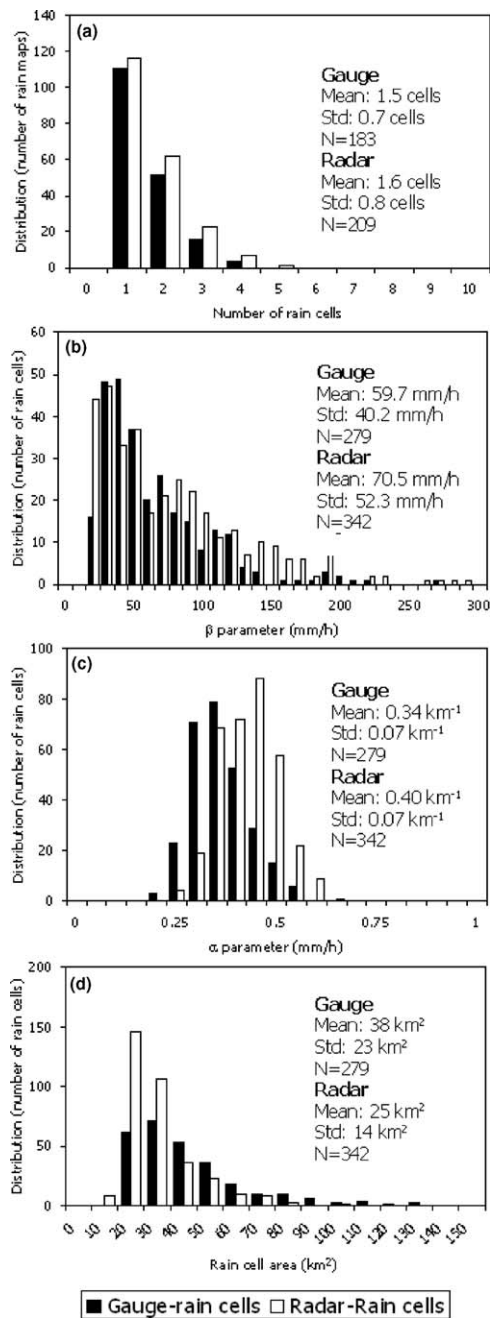 (a)
Distribution (number of rain maps)
140
120
100
80
60
40
20
0
Gauge
Mean: 1.5 cells
Std: 0.7 cells
N=183
Radar
Mean: 1.6 cells
Std: 0.8 cells
N=209
0 1 2 3 4 5 6 7 8 9 10
Number of rain cells
(b)
Distribution (number of rain cells)
60
50
40
30
20
10
0
Gauge
Mean: 59.7 mm/h
Std: 40.2 mm/h
N=279
Radar
Mean: 70.5 mm/h
Std: 52.3 mm/h
N=342
0 50 100 150 200 250 300
β parameter (mm/h)
(c)
Distribution (number of rain cells)
100
80
60
40
20
0
Gauge
Mean: 0.34 km⁻¹
Std: 0.07 km⁻¹
N=279
Radar
Mean: 0.40 km⁻¹
Std: 0.07 km⁻¹
N=342
0 0.25 0.5 0.75 1
α parameter (mm/h)
(d)
Distribution (number of rain cells)
200
150
100
50
0
Gauge
Mean: 38 km²
Std: 23 km²
N=279
Radar
Mean: 25 km²
Std: 14 km²
N=342
0 10 20 30 40 50 60 70 80 90 100 110 120 130 140 150
Rain cell area (km²)
Gauge-rain cells Radar-Rain cells